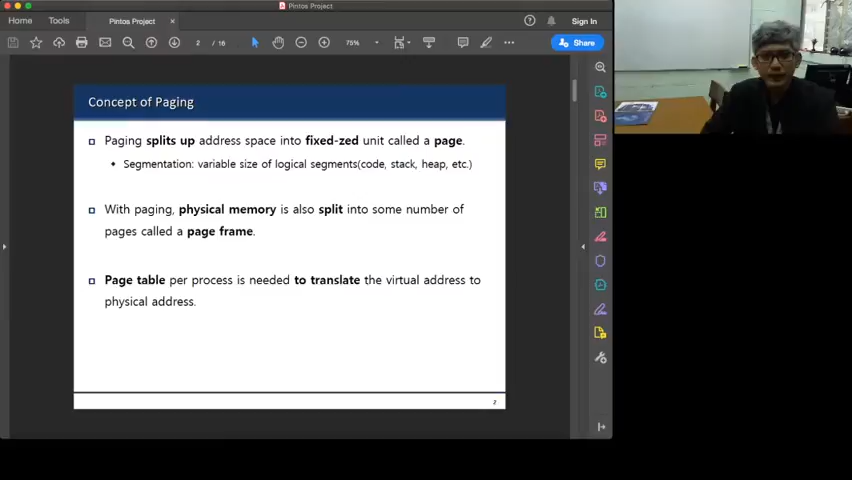 Pintos Project
Home Tools Pintos Project × Sign In
2 / 16 75% Share
Concept of Paging
Paging splits up address space into fixed-zed unit called a page.
Segmentation: variable size of logical segments(code, stack, heap, etc.)
With paging, physical memory is also split into some number of
pages called a page frame.
Page table per process is needed to translate the virtual address to
physical address.
2